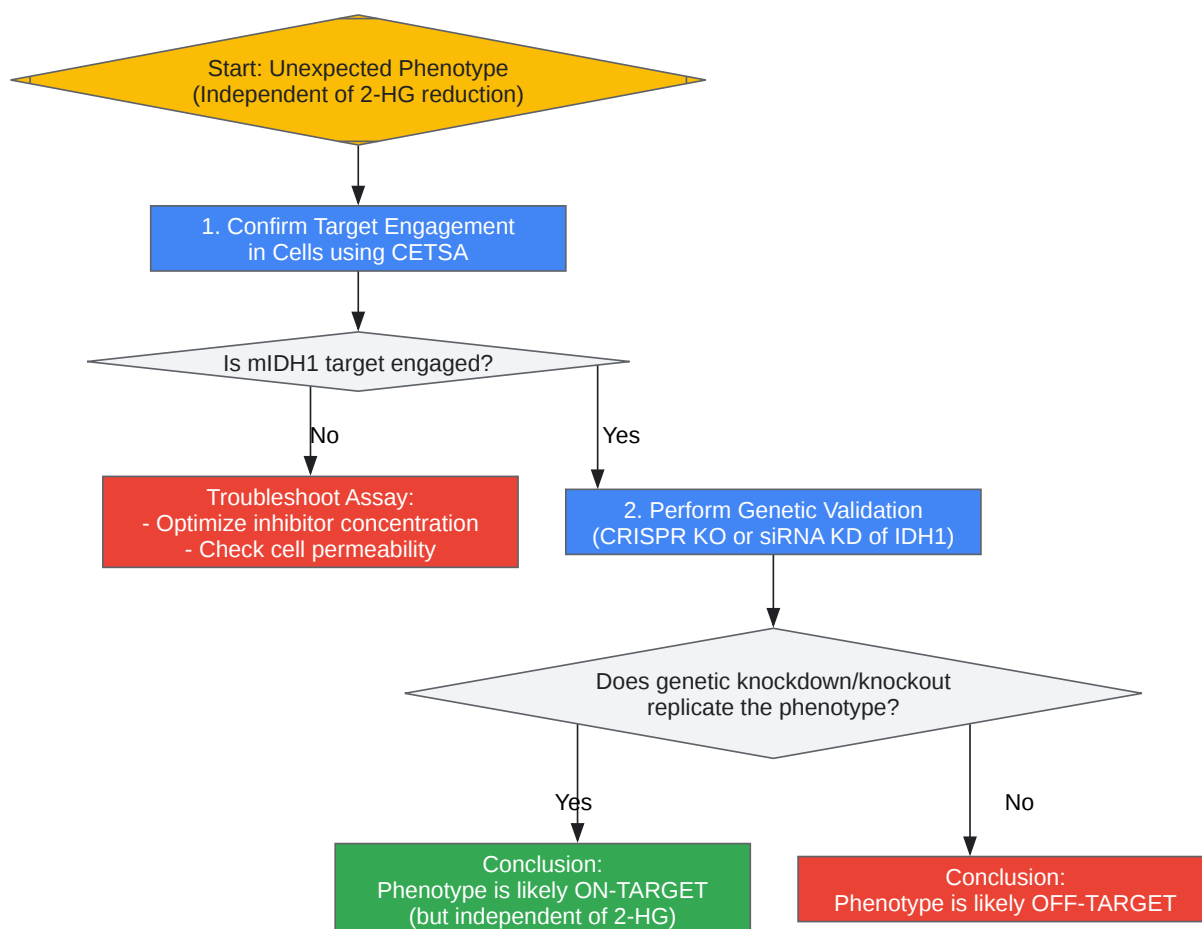 Start: Unexpected Phenotype
(Independent of 2-HG reduction)
1. Confirm Target Engagement
in Cells using CETSA
Is mIDH1 target engaged?
No
Yes
Troubleshoot Assay:
- Optimize inhibitor concentration
- Check cell permeability
2. Perform Genetic Validation
(CRISPR KO or siRNA KD of IDH1)
Does genetic knockdown/knockout
replicate the phenotype?
Yes
No
Conclusion:
Phenotype is likely ON-TARGET
(but independent of 2-HG)
Conclusion:
Phenotype is likely OFF-TARGET